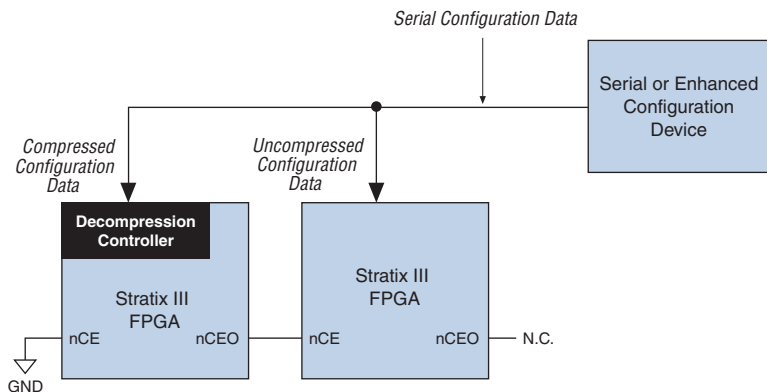 Serial Configuration Data
Serial or Enhanced
Configuration
Device
Compressed
Configuration
Data
Uncompressed
Configuration
Data
Decompression
Controller
Stratix III
FPGA
nCE
nCEO
Stratix III
FPGA
nCE
nCEO
N.C.
GND